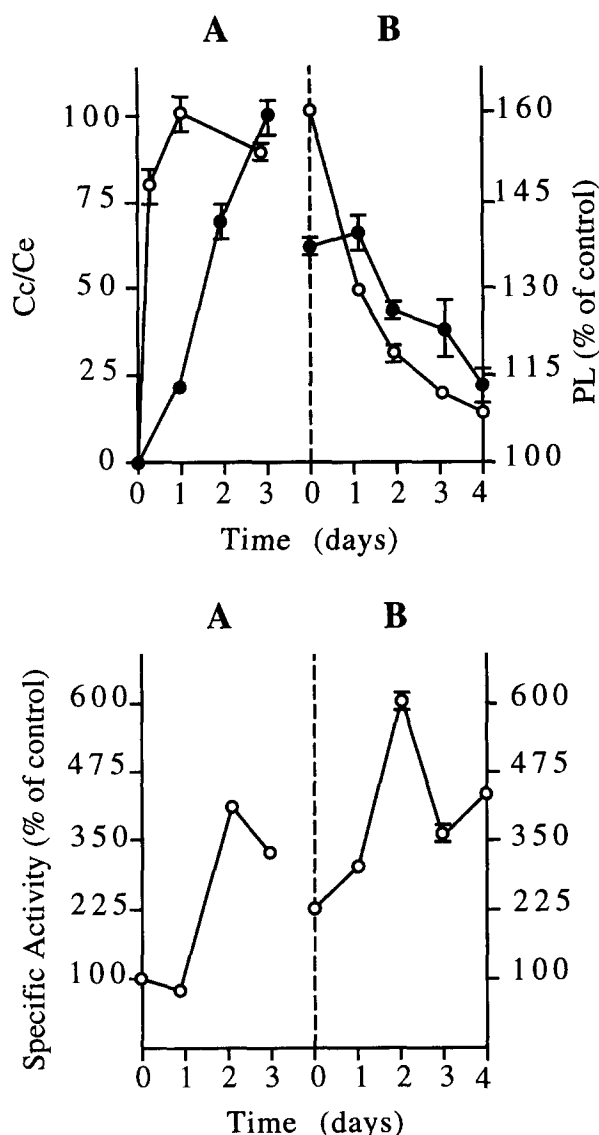 A B
100
75
50
25
0
Cc/Ce
160
145
130
115
100
PL (% of control)
0 1 2 3 0 1 2 3 4
Time (days)
A B
600
475
350
225
100
Specific Activity (% of control)
600
475
350
225
100
0 1 2 3 0 1 2 3 4
Time (days)